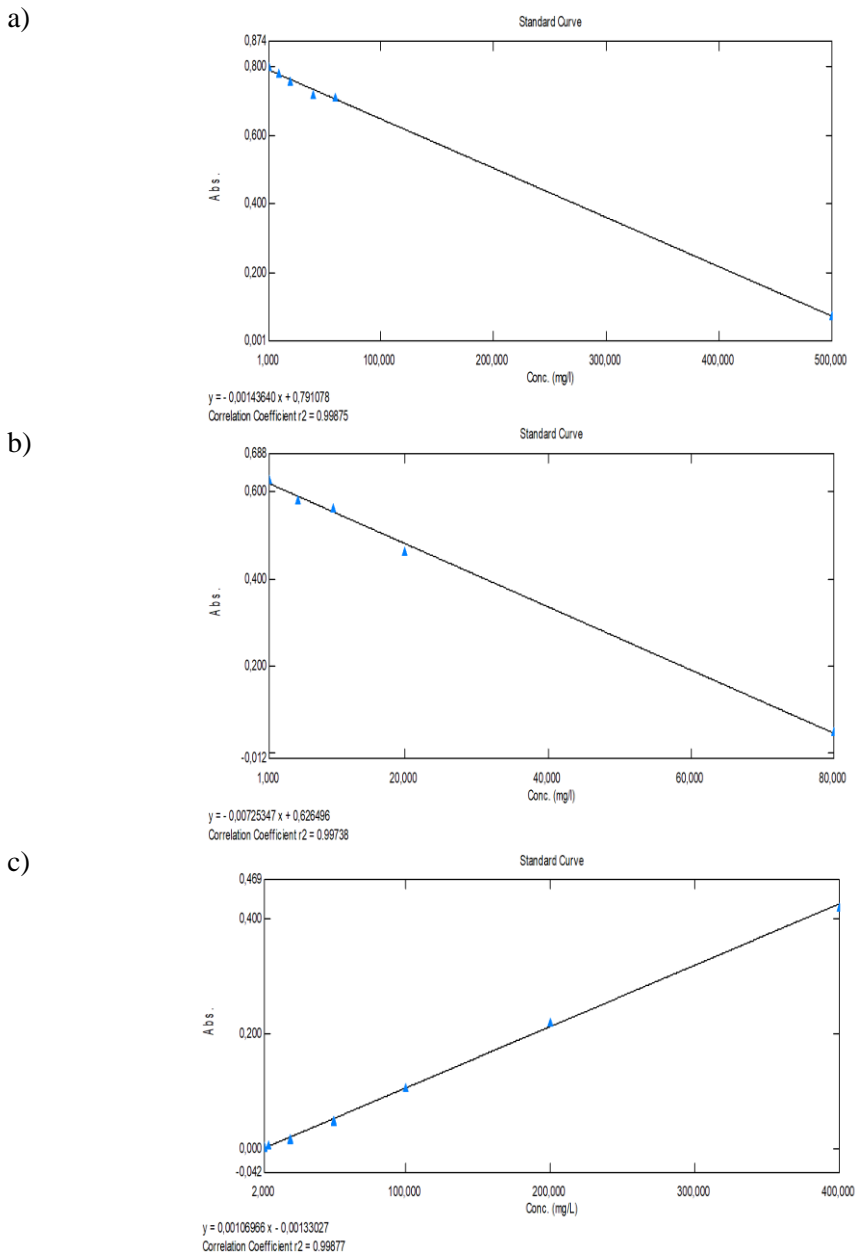 a)
Standard Curve
0,874
0,800
0,600
0,400
0,200
0,001
Abs.
1,000 100,000 200,000 300,000 400,000 500,000
Conc. (mg/l)
y = - 0,00143640 x + 0,791078
Correlation Coefficient r2 = 0.99875
b)
Standard Curve
0,688
0,600
0,400
0,200
-0,012
Abs.
1,000 20,000 40,000 60,000 80,000
Conc. (mg/l)
y = - 0,00725347 x + 0,626496
Correlation Coefficient r2 = 0.99738
c)
Standard Curve
0,469
0,400
0,200
0,000
-0,042
Abs.
2,000 100,000 200,000 300,000 400,000
Conc. (mg/L)
y = 0,00106966 x - 0,00133027
Correlation Coefficient r2 = 0.99877